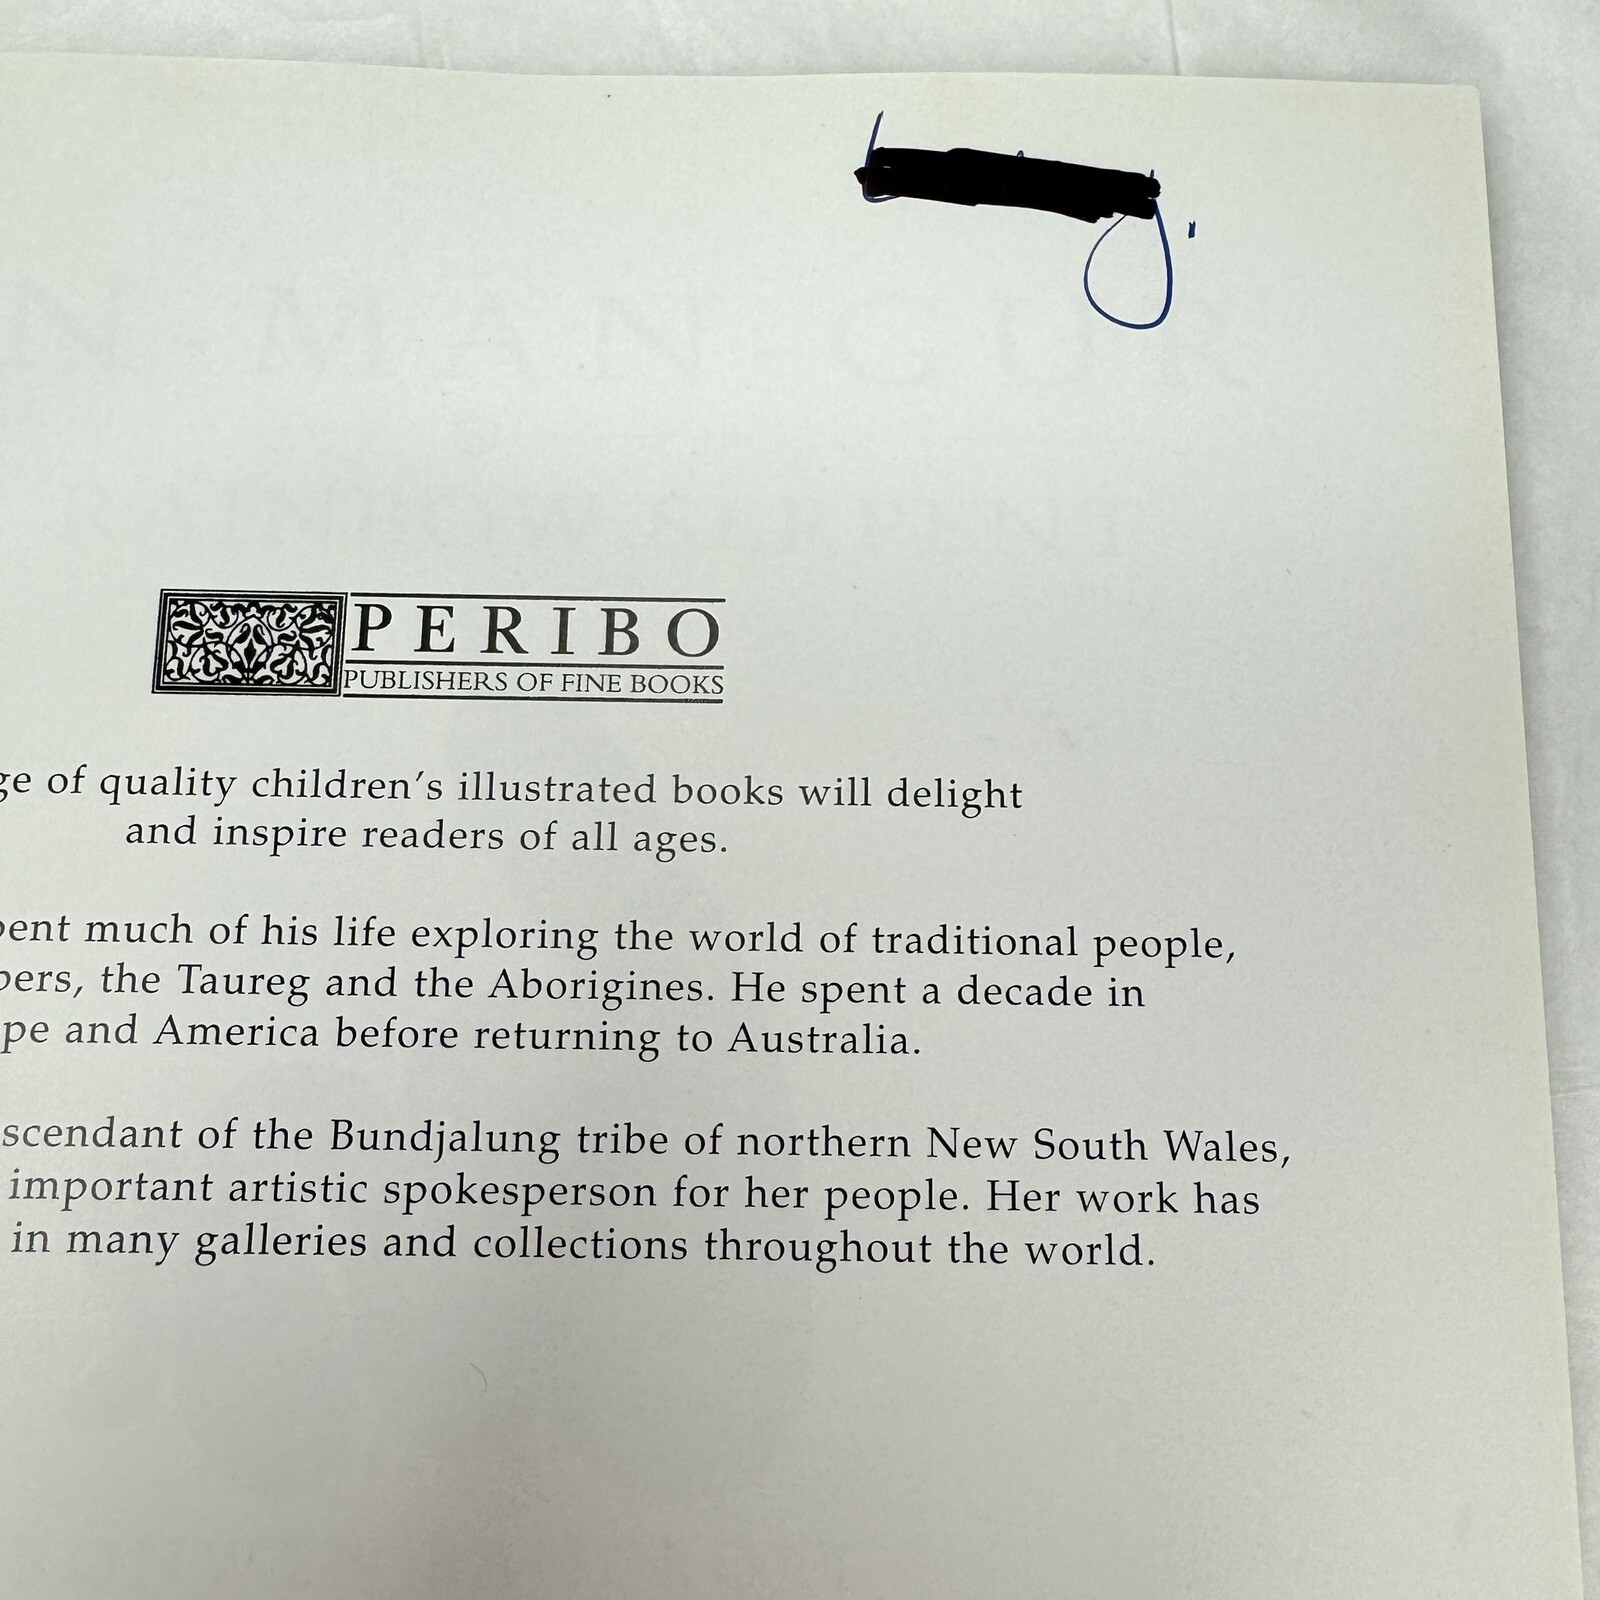 PERIBO
PUBLISHERS OF FINE BOOKS
ge of quality children's illustrated books will delight
and inspire readers of all ages.
pent much of his life exploring the world of traditional people,
bers, the Taureg and the Aborigines. He spent a decade in
pe and America before returning to Australia.
scendant of the Bundjalung tribe of northern New South Wales,
important artistic spokesperson for her people. Her work has
in many galleries and collections throughout the world.